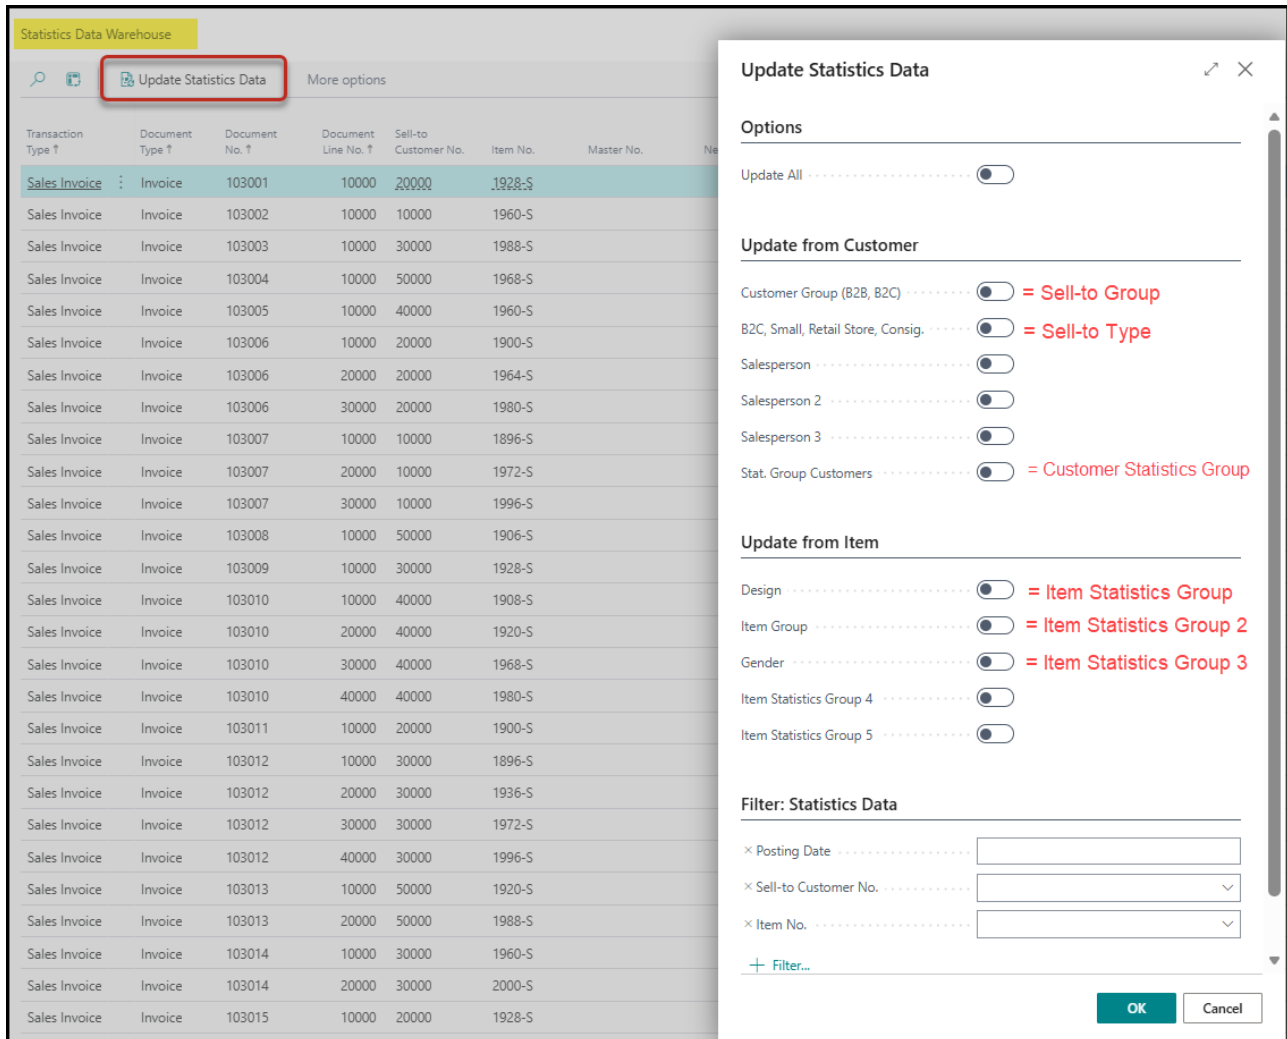 Statistics Data Warehouse
Update Statistics Data
More options
Transaction Type ↑ Document Type ↑ Document No. ↑ Document Line No. ↑ Sell-to Customer No. Item No. Master No. Ne
Sales Invoice Invoice 103001 10000 20000 1928-S
Sales Invoice Invoice 103002 10000 10000 1960-S
Sales Invoice Invoice 103003 10000 30000 1988-S
Sales Invoice Invoice 103004 10000 50000 1968-S
Sales Invoice Invoice 103005 10000 40000 1960-S
Sales Invoice Invoice 103006 10000 20000 1900-S
Sales Invoice Invoice 103006 20000 20000 1964-S
Sales Invoice Invoice 103006 30000 20000 1980-S
Sales Invoice Invoice 103007 10000 10000 1896-S
Sales Invoice Invoice 103007 20000 10000 1972-S
Sales Invoice Invoice 103007 30000 10000 1996-S
Sales Invoice Invoice 103008 10000 50000 1906-S
Sales Invoice Invoice 103009 10000 30000 1928-S
Sales Invoice Invoice 103010 10000 40000 1908-S
Sales Invoice Invoice 103010 20000 40000 1920-S
Sales Invoice Invoice 103010 30000 40000 1968-S
Sales Invoice Invoice 103010 40000 40000 1980-S
Sales Invoice Invoice 103011 10000 20000 1900-S
Sales Invoice Invoice 103012 10000 30000 1896-S
Sales Invoice Invoice 103012 20000 30000 1936-S
Sales Invoice Invoice 103012 30000 30000 1972-S
Sales Invoice Invoice 103012 40000 30000 1996-S
Sales Invoice Invoice 103013 10000 50000 1920-S
Sales Invoice Invoice 103013 20000 50000 1988-S
Sales Invoice Invoice 103014 10000 30000 1960-S
Sales Invoice Invoice 103014 20000 30000 2000-S
Sales Invoice Invoice 103015 10000 20000 1928-S
Update Statistics Data
Options
Update All
Update from Customer
Customer Group (B2B, B2C) = Sell-to Group
B2C, Small, Retail Store, Consig. = Sell-to Type
Salesperson
Salesperson 2
Salesperson 3
Stat. Group Customers = Customer Statistics Group
Update from Item
Design = Item Statistics Group
Item Group = Item Statistics Group 2
Gender = Item Statistics Group 3
Item Statistics Group 4
Item Statistics Group 5
Filter: Statistics Data
× Posting Date
× Sell-to Customer No.
× Item No.
+ Filter...
OK Cancel